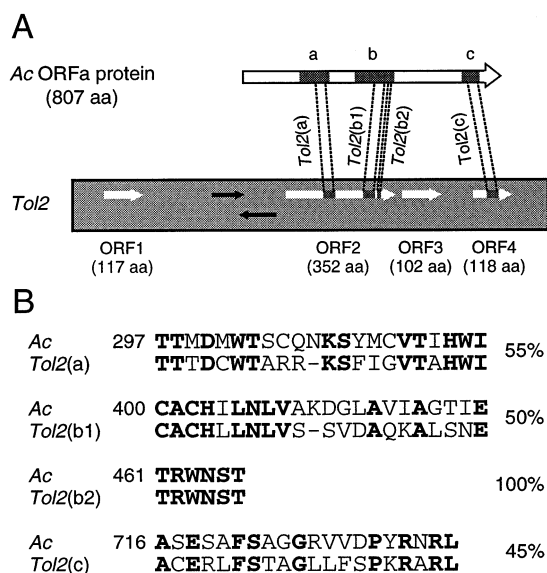 A
a b c
Ac ORFa protein
(807 aa)
Tol2(a)
Tol2(b1)
Tol2(b2)
Tol2(c)
Tol2
ORF1 ORF2 ORF3 ORF4
(117 aa) (352 aa) (102 aa) (118 aa)
B
Ac 297 TTMDMWTSCQNKSYMCVTIHWI
Tol2(a) TTTDCWTARR-KSFIGVTAHWI 55%
Ac 400 CACHILNLVAKDGLAVIAGTIE
Tol2(b1) CACHLLNLVS-SVDAQKALSNE 50%
Ac 461 TRWNST
Tol2(b2) TRWNST 100%
Ac 716 ASESAFSAGGRVVDPYRNRL
Tol2(c) ACERLFSTAGLLFSPKRARL 45%